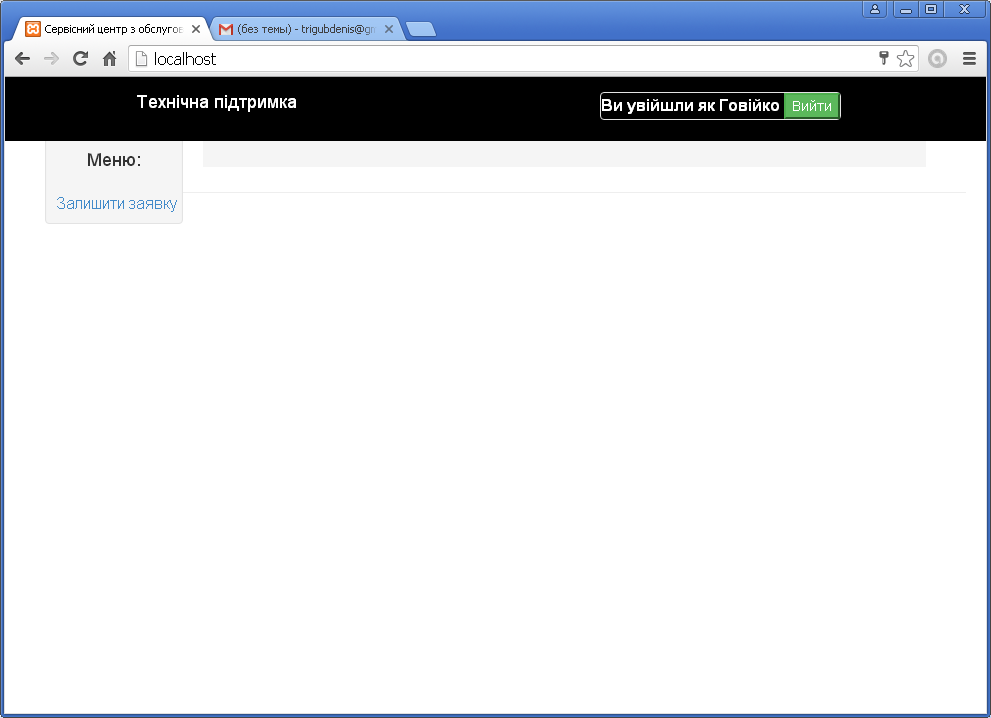 Сервісний центр з обслугов
(без темы) - trigubdenis@gm
localhost
Технічна підтримка
Ви увійшли як Говійко Вийти
Меню:
Залишити заявку